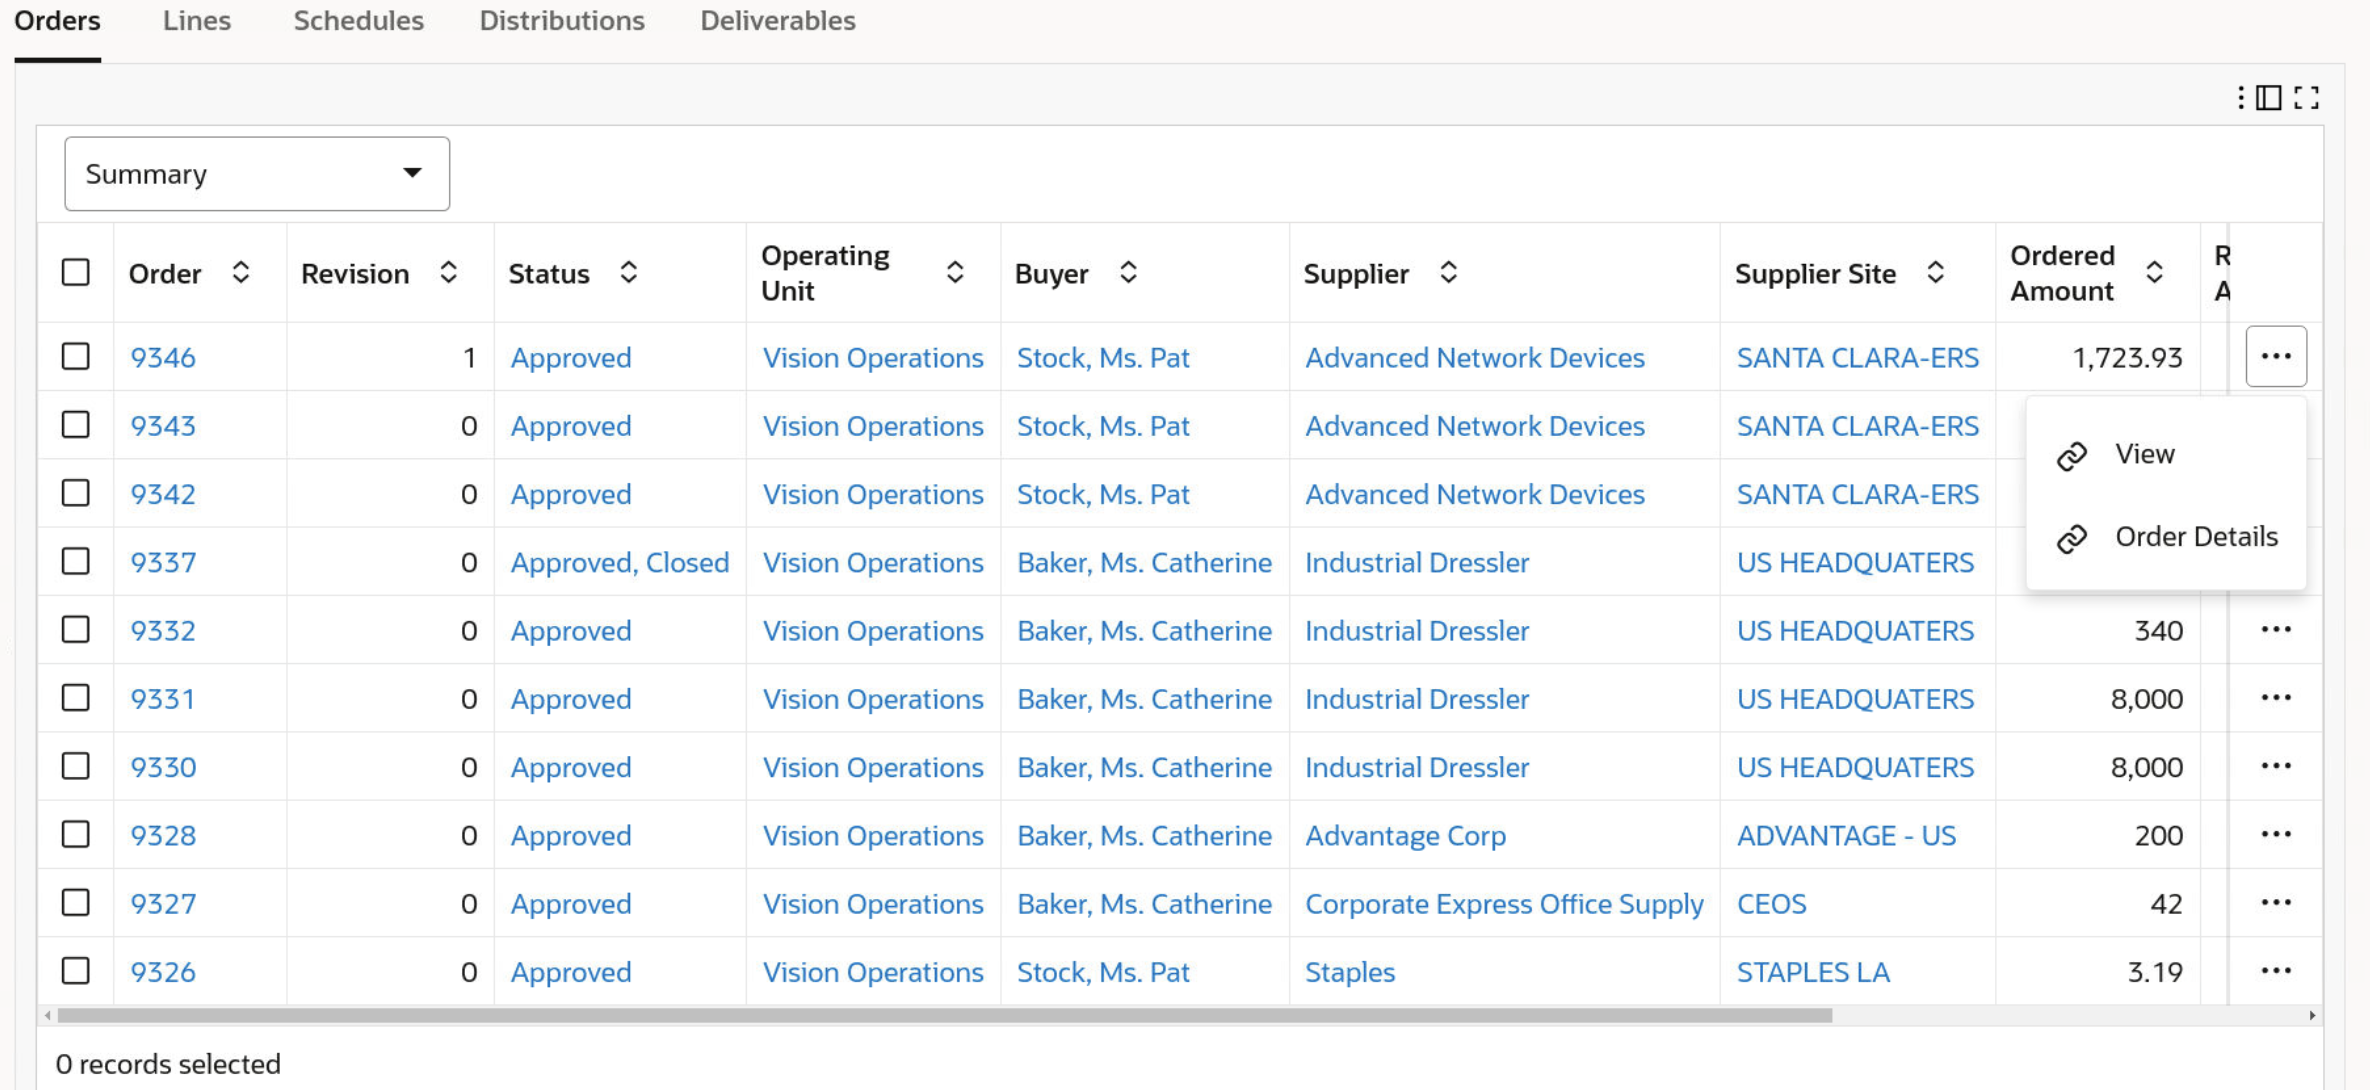 Orders Lines Schedules Distributions Deliverables
Summary
Order Revision Status Operating Unit Buyer Supplier Supplier Site Ordered Amount R A
9346 1 Approved Vision Operations Stock, Ms. Pat Advanced Network Devices SANTA CLARA-ERS 1,723.93 ...
9343 0 Approved Vision Operations Stock, Ms. Pat Advanced Network Devices SANTA CLARA-ERS
View
9342 0 Approved Vision Operations Stock, Ms. Pat Advanced Network Devices SANTA CLARA-ERS
Order Details
9337 0 Approved, Closed Vision Operations Baker, Ms. Catherine Industrial Dressler US HEADQUATERS
9332 0 Approved Vision Operations Baker, Ms. Catherine Industrial Dressler US HEADQUATERS 340 ...
9331 0 Approved Vision Operations Baker, Ms. Catherine Industrial Dressler US HEADQUATERS 8,000 ...
9330 0 Approved Vision Operations Baker, Ms. Catherine Industrial Dressler US HEADQUATERS 8,000 ...
9328 0 Approved Vision Operations Baker, Ms. Catherine Advantage Corp ADVANTAGE - US 200 ...
9327 0 Approved Vision Operations Baker, Ms. Catherine Corporate Express Office Supply CEOS 42 ...
9326 0 Approved Vision Operations Stock, Ms. Pat Staples STAPLES LA 3.19 ...
0 records selected